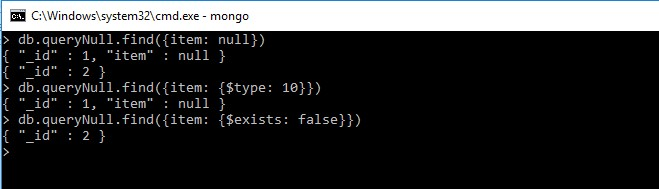 C:\Windows\system32\cmd.exe - mongo
> db.queryNull.find({item: null})
{ "_id" : 1, "item" : null }
{ "_id" : 2 }
> db.queryNull.find({item: {$type: 10}})
{ "_id" : 1, "item" : null }
> db.queryNull.find({item: {$exists: false}})
{ "_id" : 2 }
>